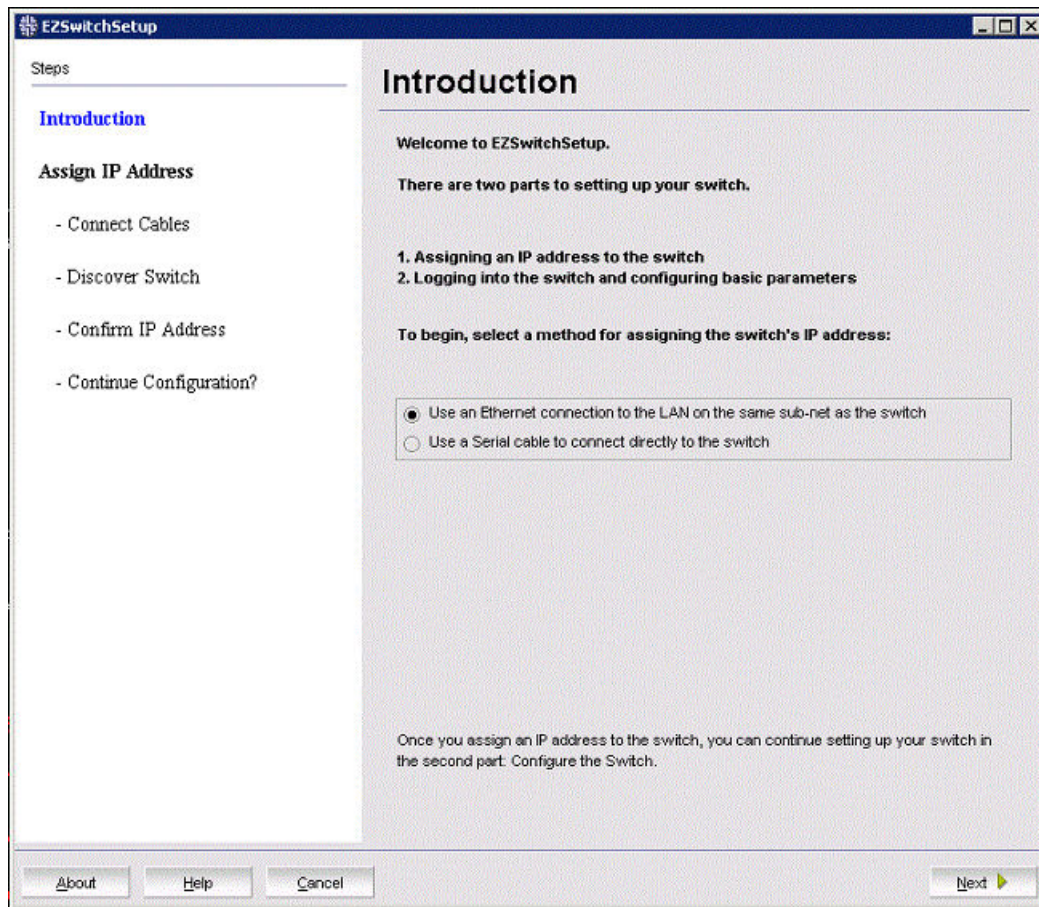 EZSwitchSetup
Steps
Introduction
Assign IP Address
- Connect Cables
- Discover Switch
- Confirm IP Address
- Continue Configuration?
Introduction
Welcome to EZSwitchSetup.
There are two parts to setting up your switch.
1. Assigning an IP address to the switch
2. Logging into the switch and configuring basic parameters
To begin, select a method for assigning the switch's IP address:
Use an Ethernet connection to the LAN on the same sub-net as the switch
Use a Serial cable to connect directly to the switch
Once you assign an IP address to the switch, you can continue setting up your switch in
the second part: Configure the Switch.
About
Help
Cancel
Next